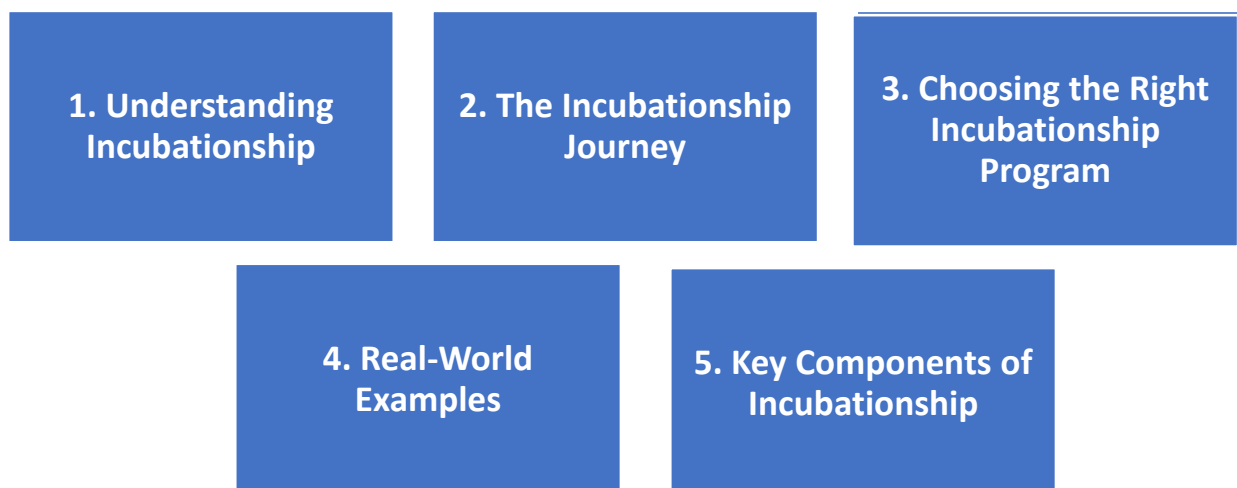 1. Understanding
Incubationship
2. The Incubationship
Journey
3. Choosing the Right
Incubationship
Program
4. Real-World
Examples
5. Key Components of
Incubationship